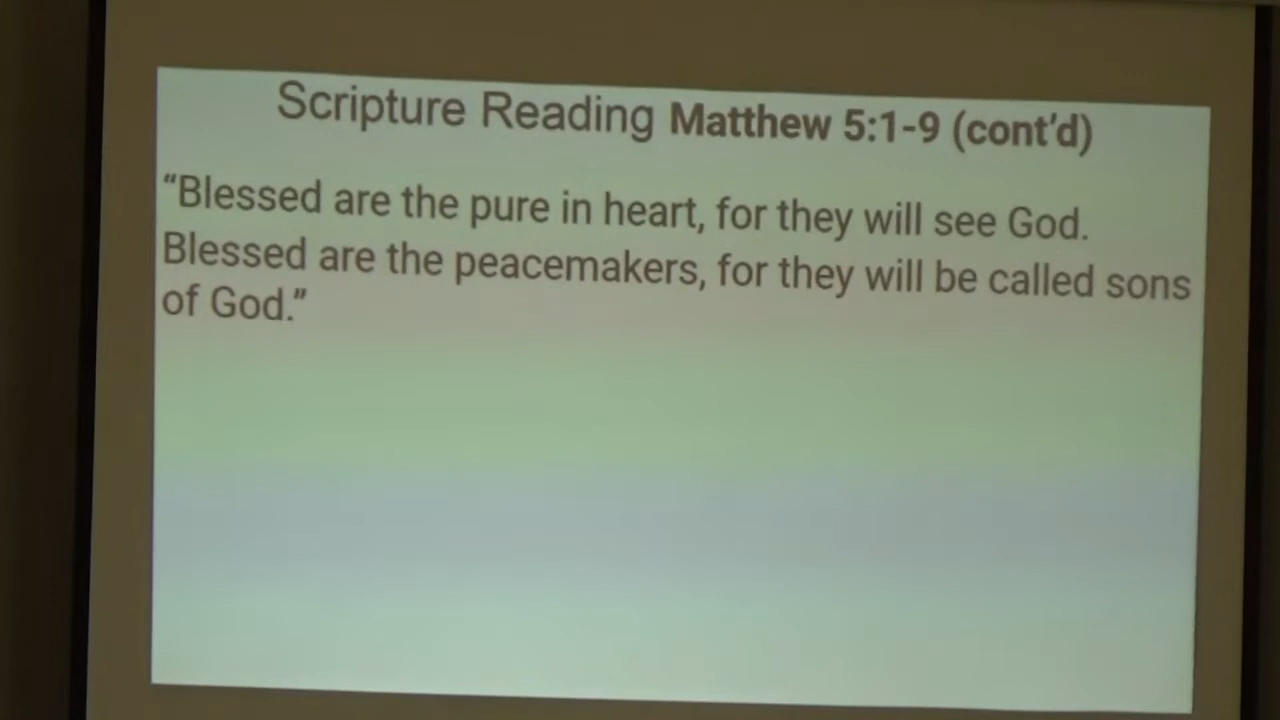 Scripture Reading Matthew 5:1-9 (cont'd)
“Blessed are the pure in heart, for they will see God.
Blessed are the peacemakers, for they will be called sons
of God.”